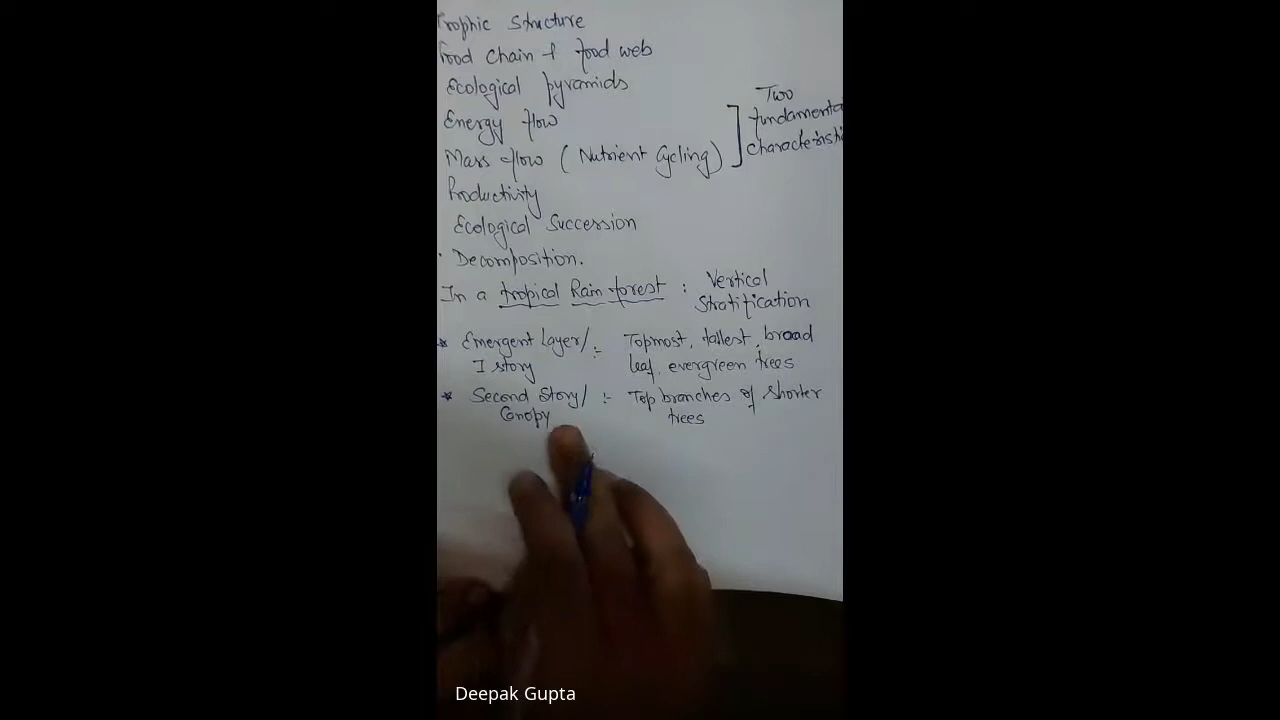 Trophic Structure
food chain & food web
Ecological pyramids
Energy flow
Mass flow ( Nutrient Cycling)
Two
fundamenta
characteristi
Productivity
Ecological Succession
Decomposition.
In a tropical Rain forest : Vertical
Stratification
* Emergent Layer/ :- Topmost, tallest, broad
I story leaf, evergreen trees
* Second Story/ :- Top branches of shorter
Canopy trees
Deepak Gupta